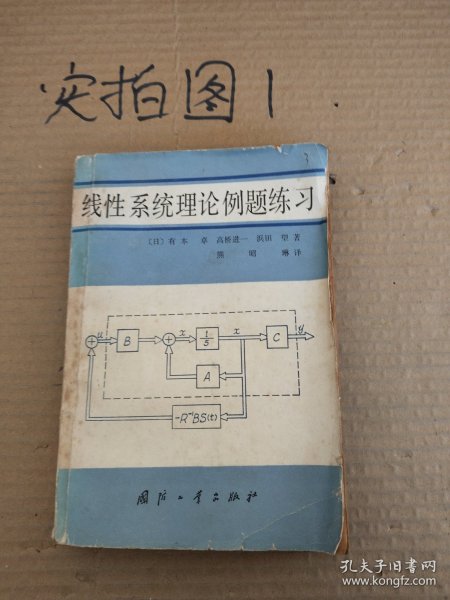 实拍图1
线性系统理论例题练习
〔日〕有本 卓 高桥进一 浜田 望 著
熊 昭 琳 译
u B x 1/S x C y
A
-R⁻¹BS(t)
国防工业出版社
孔夫子旧书网
www.kongfz.com